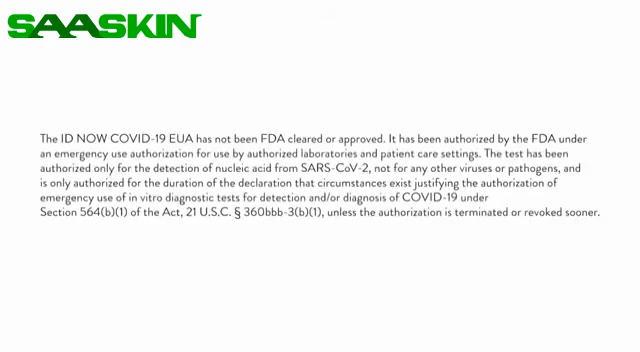 SAASKIN
The ID NOW COVID-19 EUA has not been FDA cleared or approved. It has been authorized by the FDA under
an emergency use authorization for use by authorized laboratories and patient care settings. The test has been
authorized only for the detection of nucleic acid from SARS-CoV-2, not for any other viruses or pathogens, and
is only authorized for the duration of the declaration that circumstances exist justifying the authorization of
emergency use of in vitro diagnostic tests for detection and/or diagnosis of COVID-19 under
Section 564(b)(1) of the Act, 21 U.S.C. § 360bbb-3(b)(1), unless the authorization is terminated or revoked sooner.